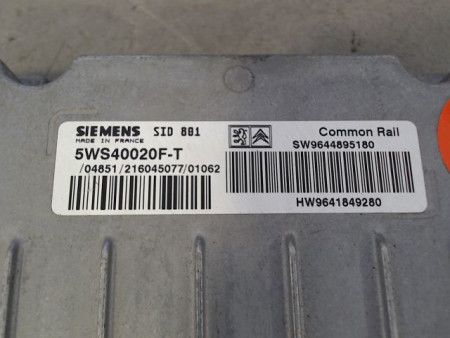 SIEMENS SID 801
MADE IN FRANCE
5WS40020F-T
/04851/216045077/01062
Common Rail
SW9644895180
HW9641849280